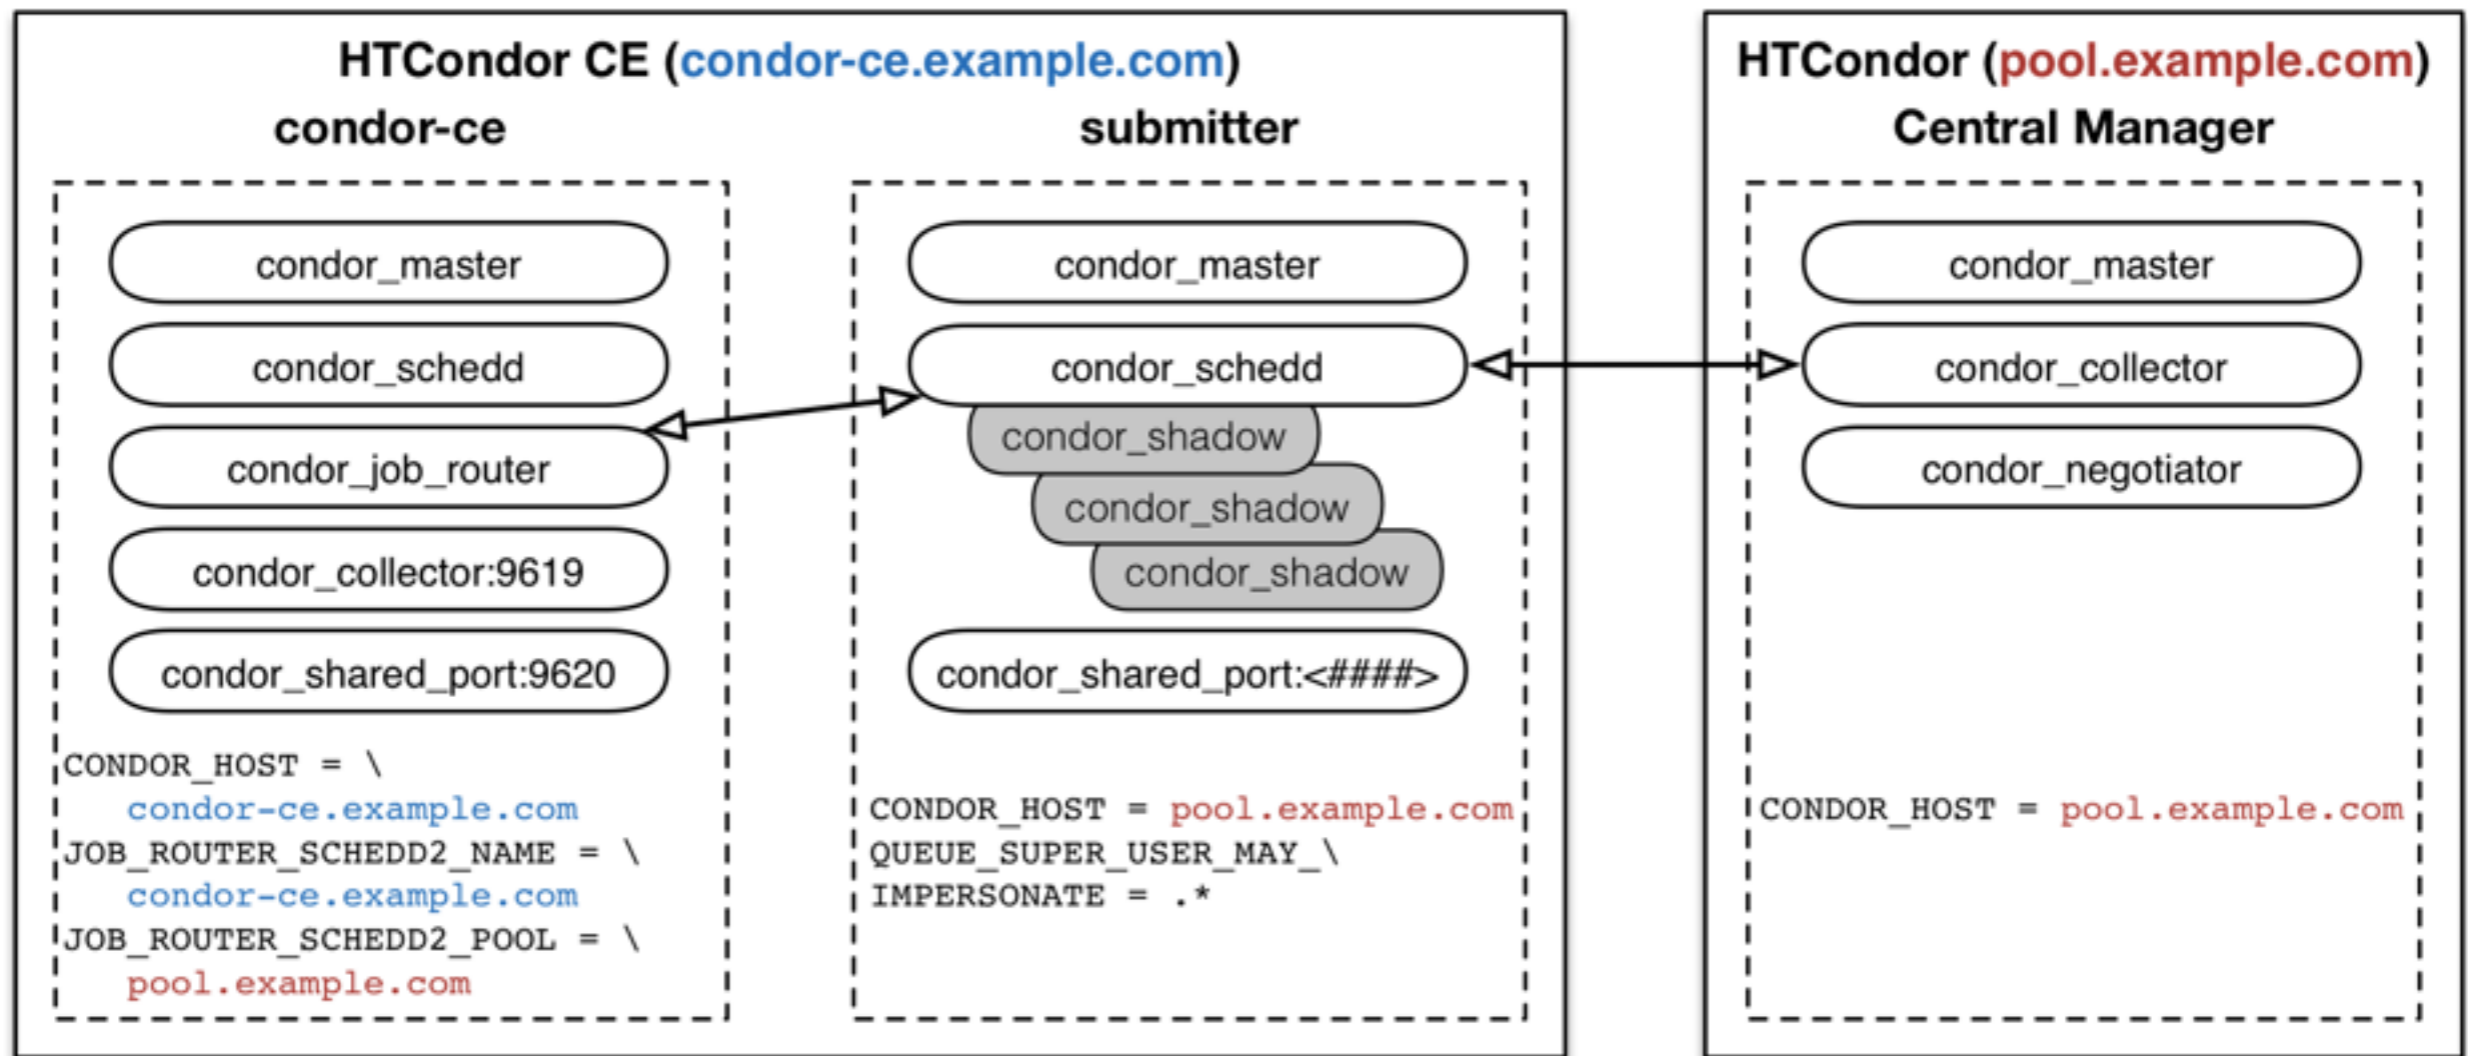 HTCondor CE (condor-ce.example.com)
condor-ce
condor_master
condor_schedd
condor_job_router
condor_collector:9619
condor_shared_port:9620
CONDOR_HOST = \
condor-ce.example.com
JOB_ROUTER_SCHEDD2_NAME = \
condor-ce.example.com
JOB_ROUTER_SCHEDD2_POOL = \
pool.example.com
submitter
condor_master
condor_schedd
condor_shadow
condor_shadow
condor_shadow
condor_shared_port:<####>
CONDOR_HOST = pool.example.com
QUEUE_SUPER_USER_MAY_\
IMPERSONATE = .*
HTCondor (pool.example.com)
Central Manager
condor_master
condor_collector
condor_negotiator
CONDOR_HOST = pool.example.com